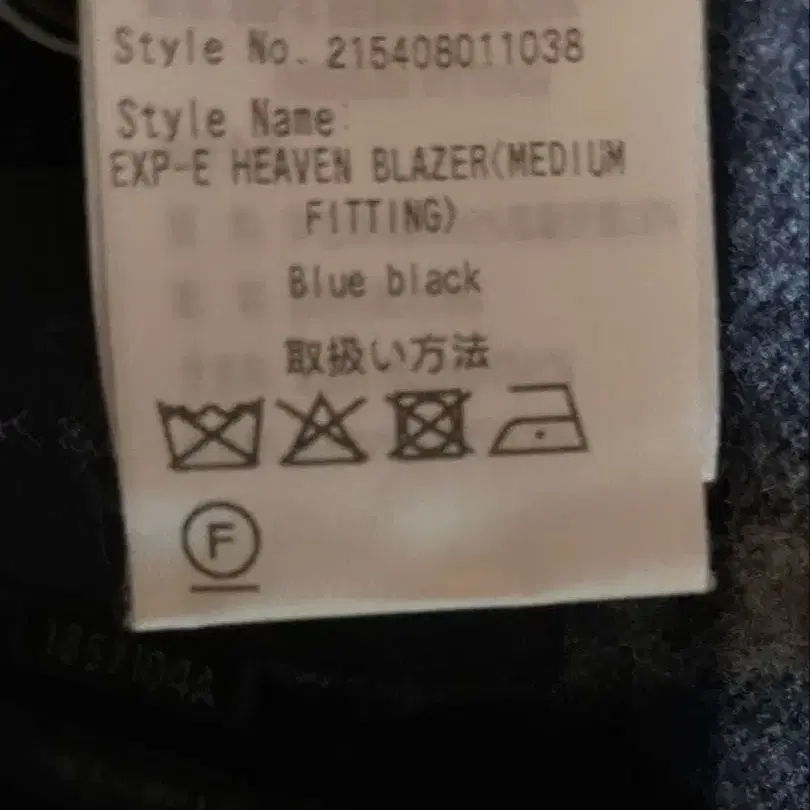 Style No. 215408011038
Style Name:
EXP-E HEAVEN BLAZER(MEDIUM
FITTING)
Blue black
取扱い方法
F